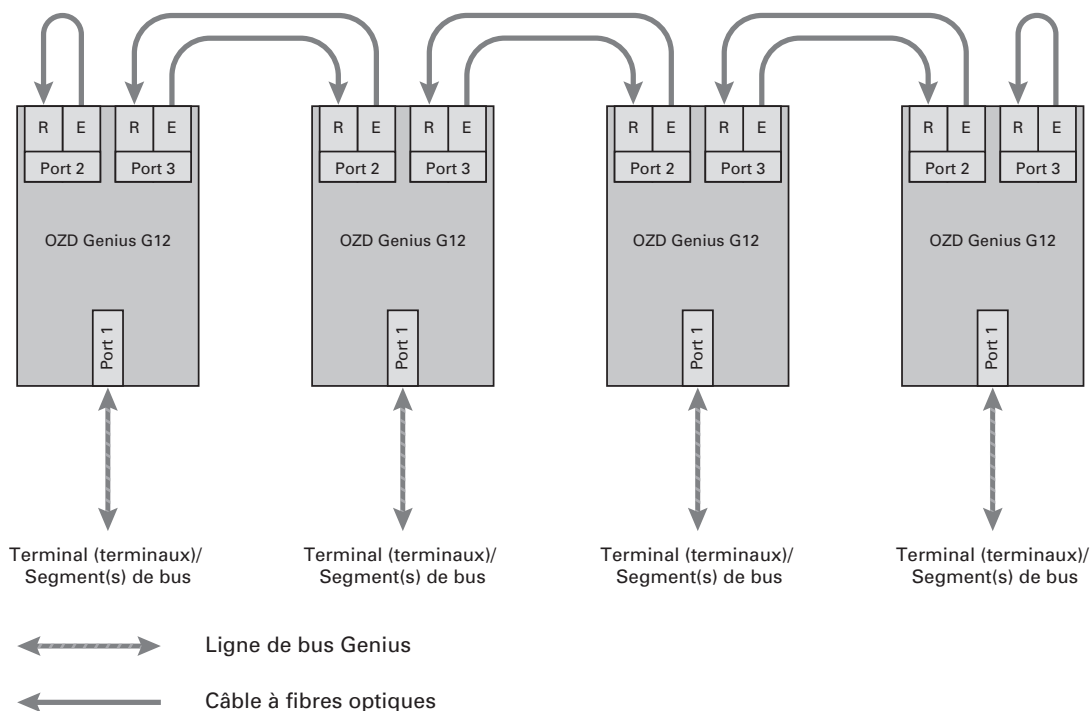 R E R E R E R E R E R E R E R E
Port 2 Port 3 Port 2 Port 3 Port 2 Port 3 Port 2 Port 3
OZD Genius G12 OZD Genius G12 OZD Genius G12 OZD Genius G12
Port 1 Port 1 Port 1 Port 1
Terminal (terminaux)/ Terminal (terminaux)/ Terminal (terminaux)/ Terminal (terminaux)/
Segment(s) de bus Segment(s) de bus Segment(s) de bus Segment(s) de bus
Ligne de bus Genius
Câble à fibres optiques